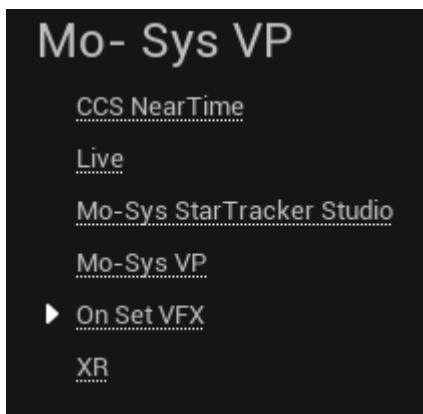 Mo- Sys VP
CCS NearTime
Live
Mo-Sys StarTracker Studio
Mo-Sys VP
On Set VFX
XR